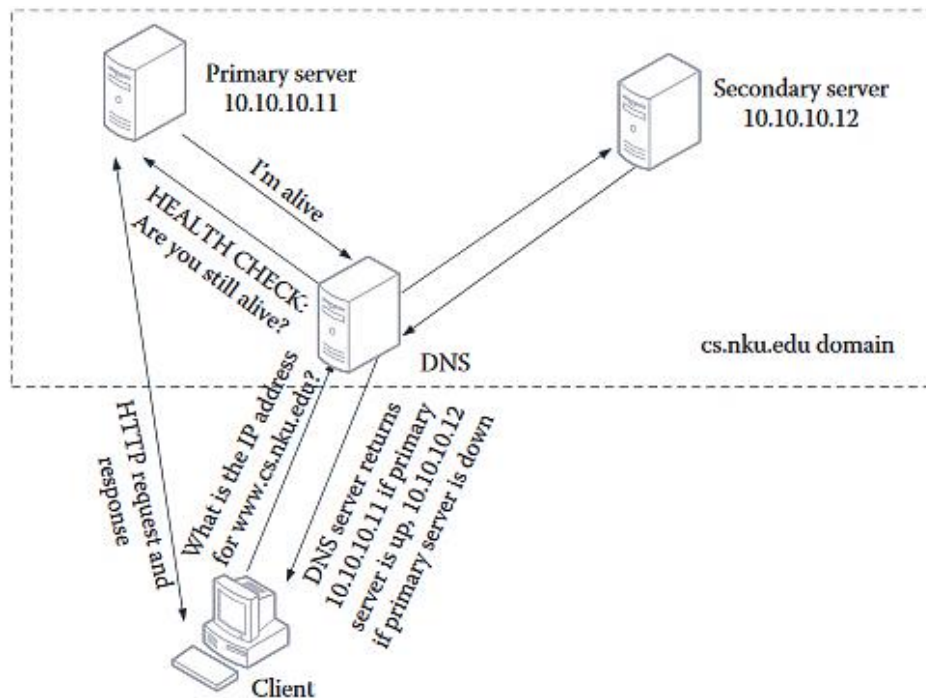 Primary server
10.10.10.11
Secondary server
10.10.10.12
I'm alive
HEALTH CHECK:
Are you still alive?
DNS
cs.nku.edu domain
HTTP request and
response
What is the IP address
for www.cs.nku.edu?
DNS server returns
10.10.10.11 if primary
server is up, 10.10.10.12
if primary server is down
Client